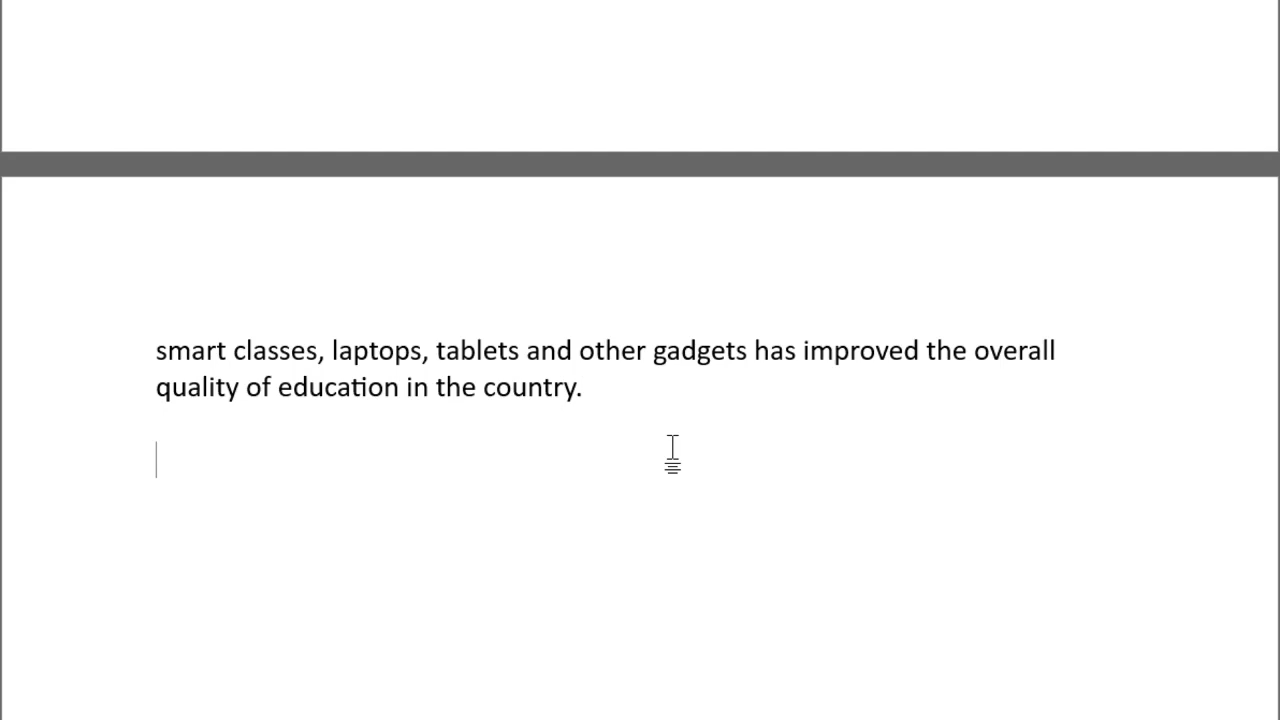 smart classes, laptops, tablets and other gadgets has improved the overall
quality of education in the country.